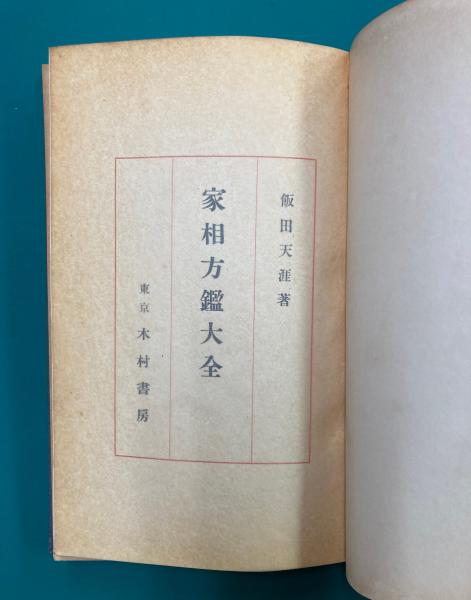 飯田天涯著
家相方鑑大全
東京 木村書房